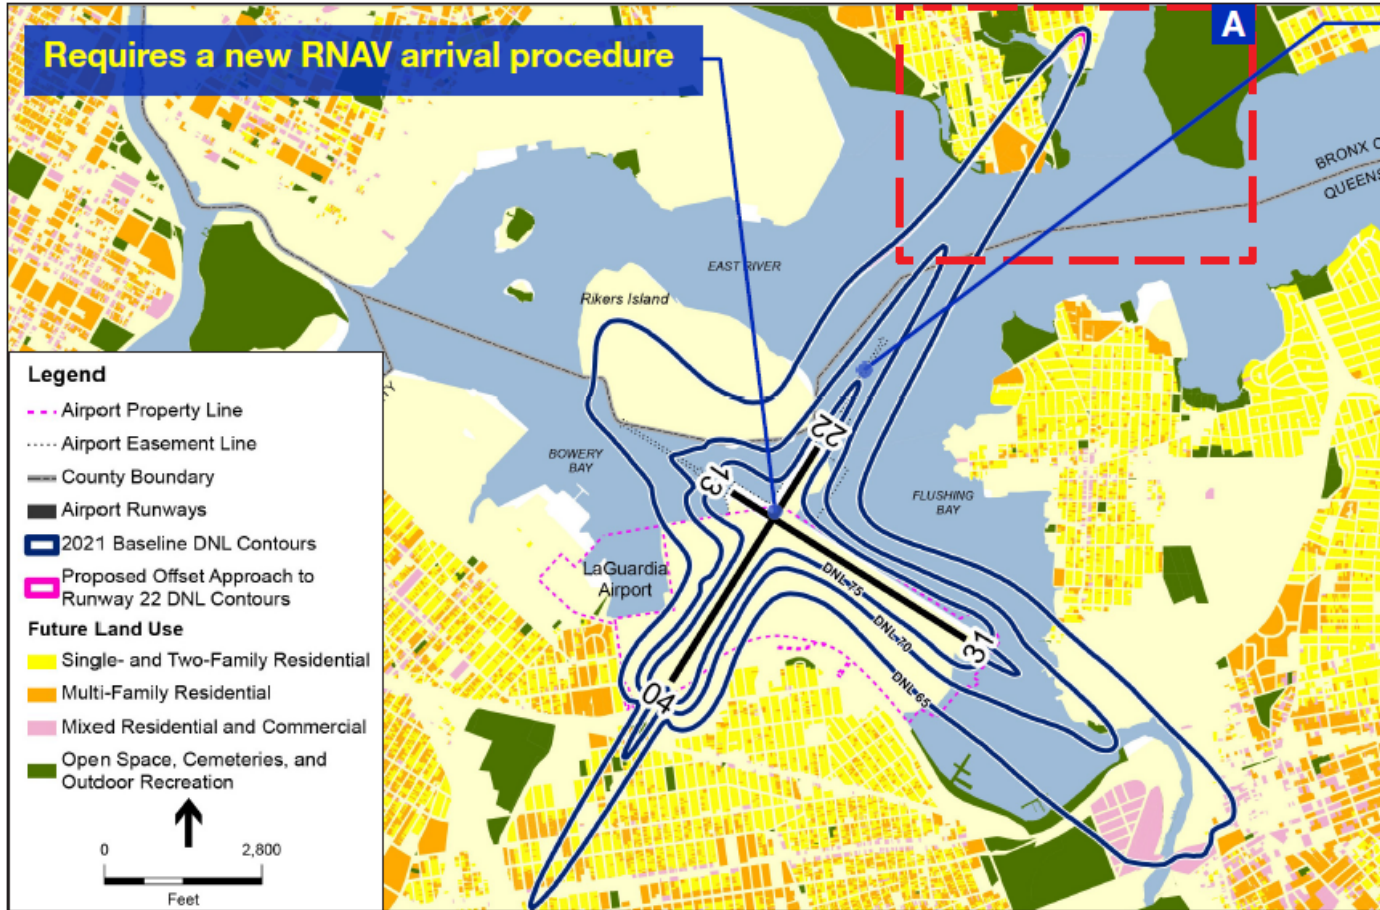 Requires a new RNAV arrival procedure
A
BRONX C
QUEENS
EAST RIVER
Rikers Island
Legend
Airport Property Line
Airport Easement Line
County Boundary
Airport Runways
2021 Baseline DNL Contours
Proposed Offset Approach to
Runway 22 DNL Contours
Future Land Use
Single- and Two-Family Residential
Multi-Family Residential
Mixed Residential and Commercial
Open Space, Cemeteries, and
Outdoor Recreation
0 2,800
Feet
TY
BOWERY
BAY
22
13
FLUSHING
BAY
LaGuardia
Airport
DNL 75
DNL 70
DNL 65
31
04